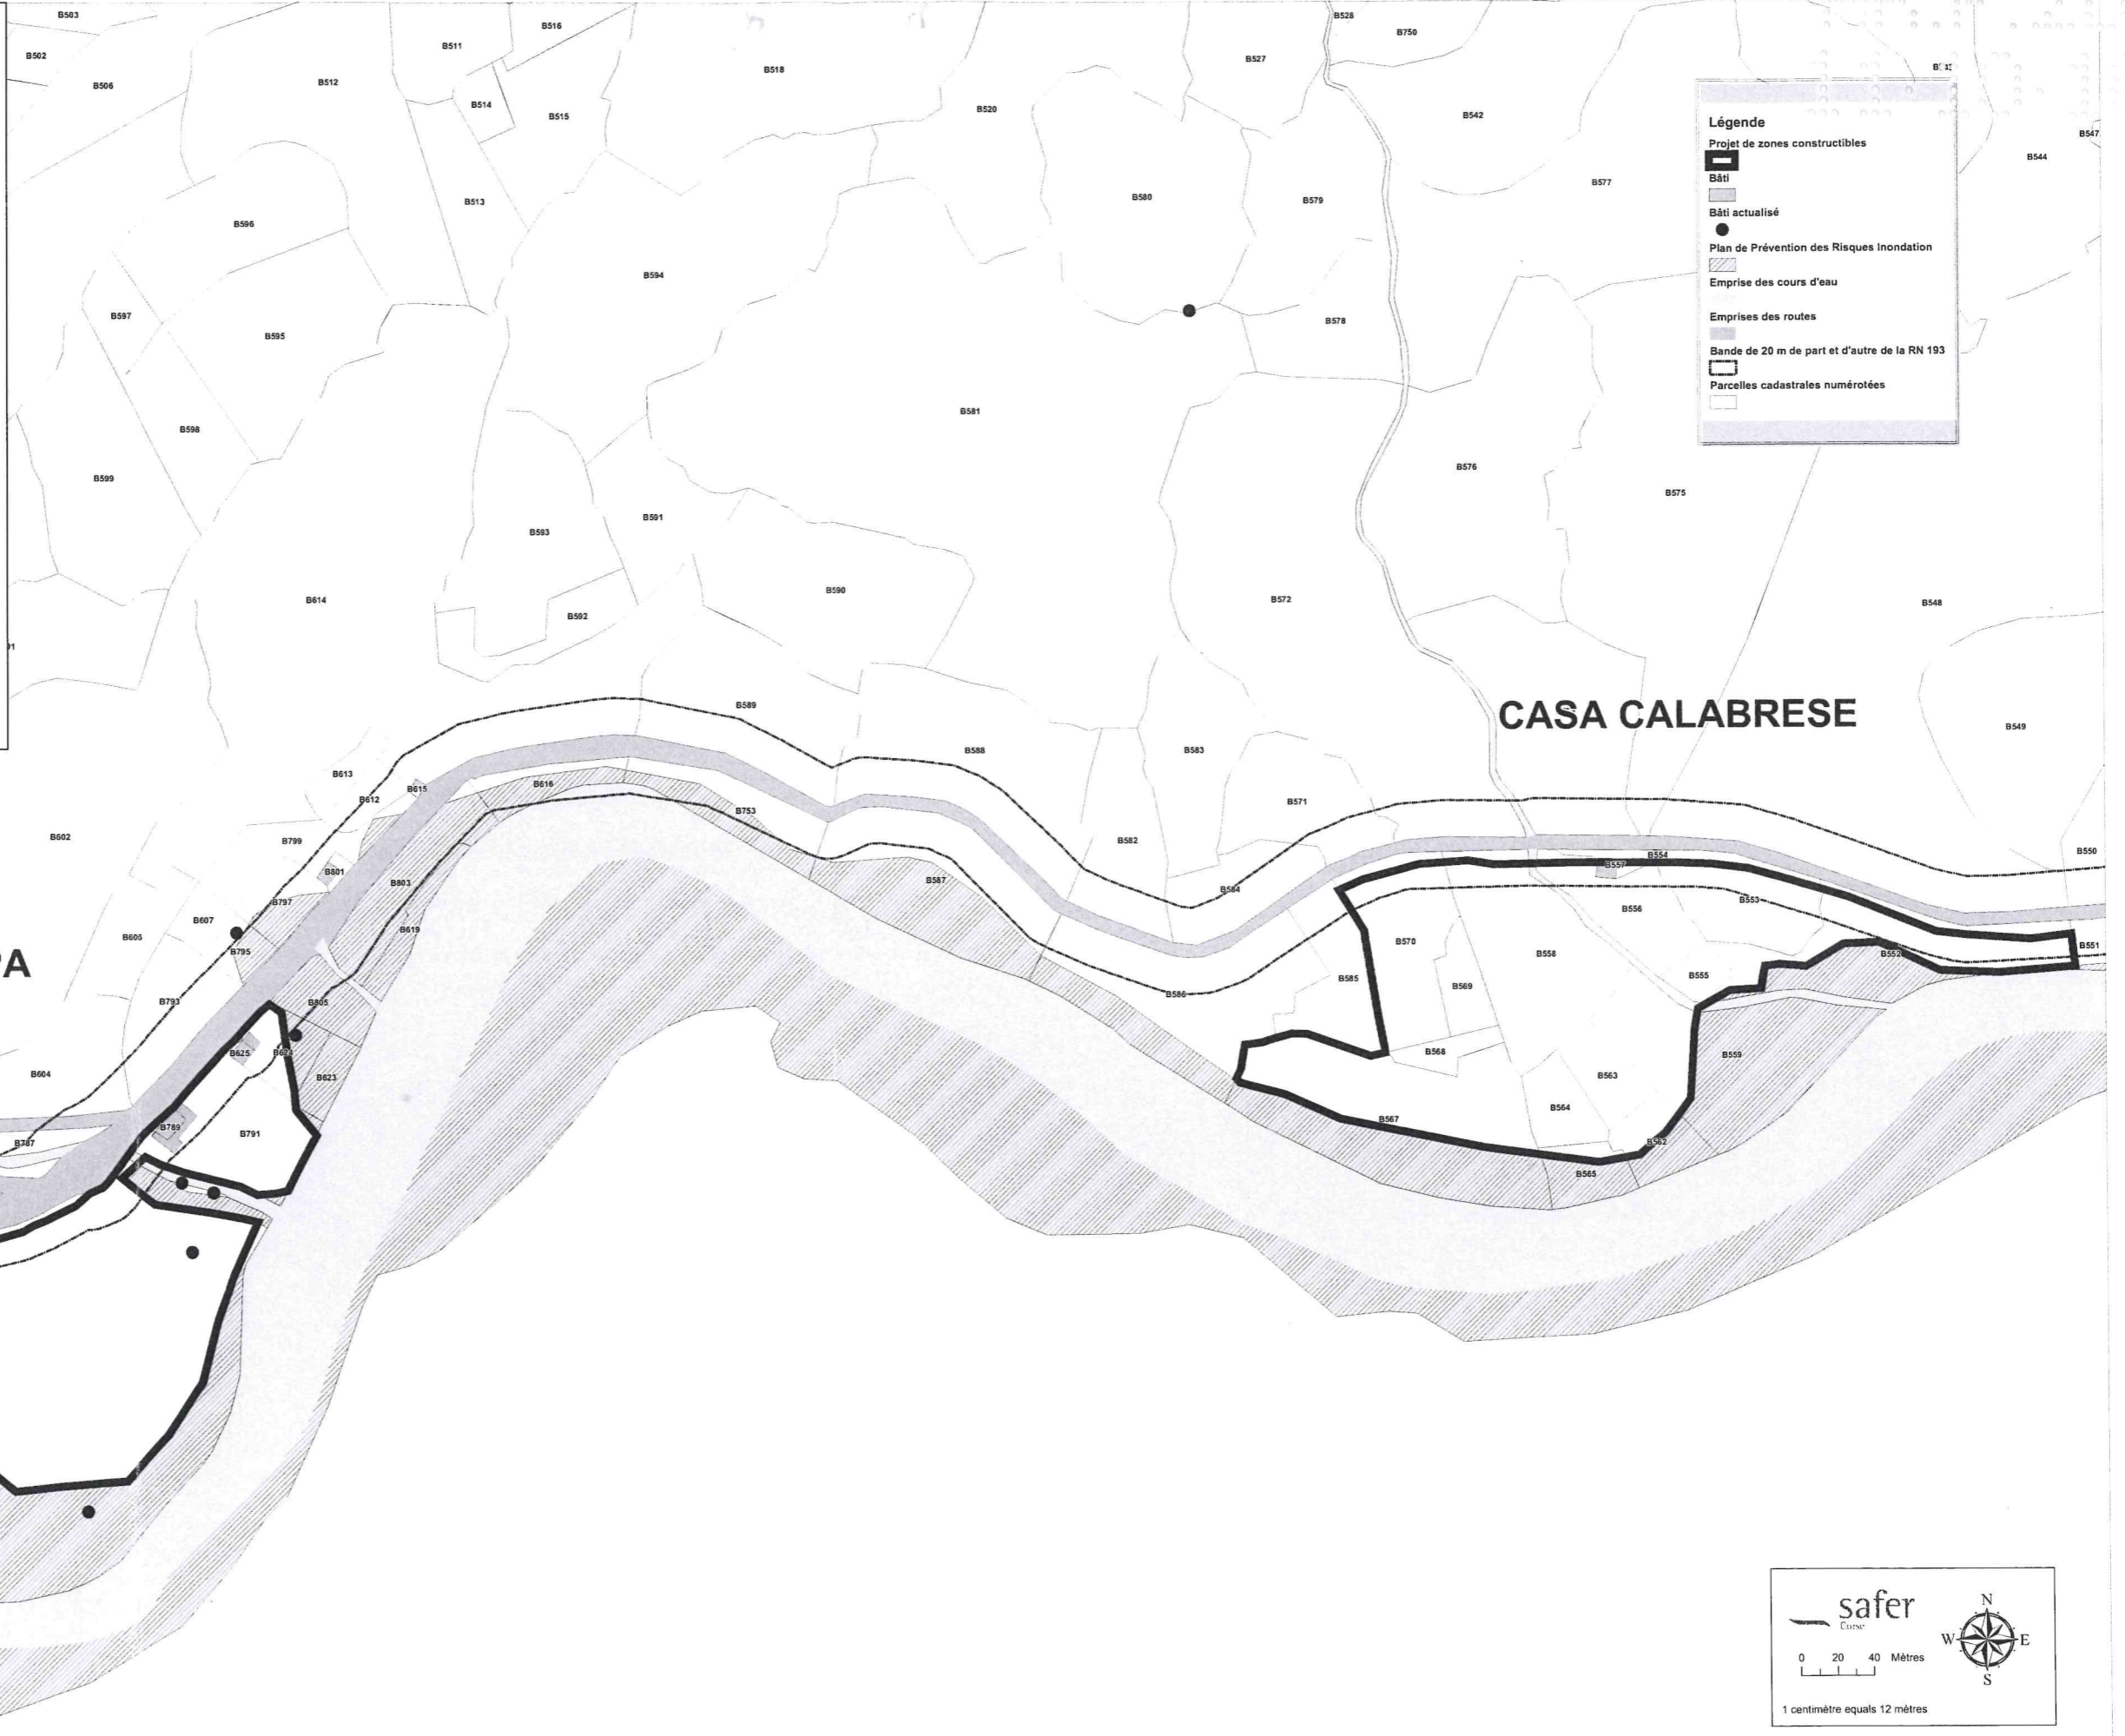 B503
B516
B528
B502
B511
B750
B506
B512
B518
B527
B514
B515
B520
B542
B547
B544
Légende
Projet de zones constructibles
Bâti
Bâti actualisé
Plan de Prévention des Risques Inondation
Emprise des cours d'eau
Emprises des routes
Bande de 20 m de part et d'autre de la RN 193
Parcelles cadastrales numérotées
B577
B580
B579
B513
B596
B594
B597
B595
B578
B581
B598
B599
B576
B575
B593
B591
B590
B614
B592
B572
B548
B589
CASA CALABRESE
B549
B588
B583
B613
B615
B616
B612
B753
B571
B602
B799
B582
B550
B801
B803
B587
B584
B557
B554
B797
B553
B607
B619
B556
B605
B795
B570
B558
B551
B552
PA
B585
B555
B793
B805
B586
B569
B625
B624
B568
B559
B604
B623
B563
B564
B567
B789
B791
B787
B562
B565
safer
Corse
N
W E
S
0 20 40 Mètres
1 centimètre equals 12 mètres